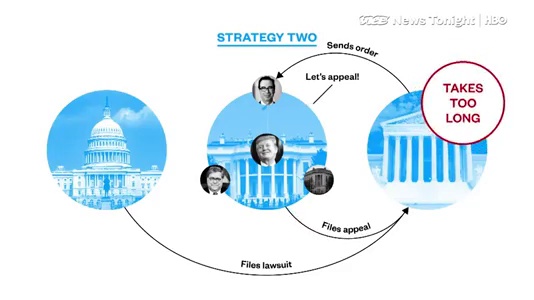 VICE News Tonight | HBO
STRATEGY TWO
Sends order
Let's appeal!
TAKES
TOO
LONG
Files appeal
Files lawsuit